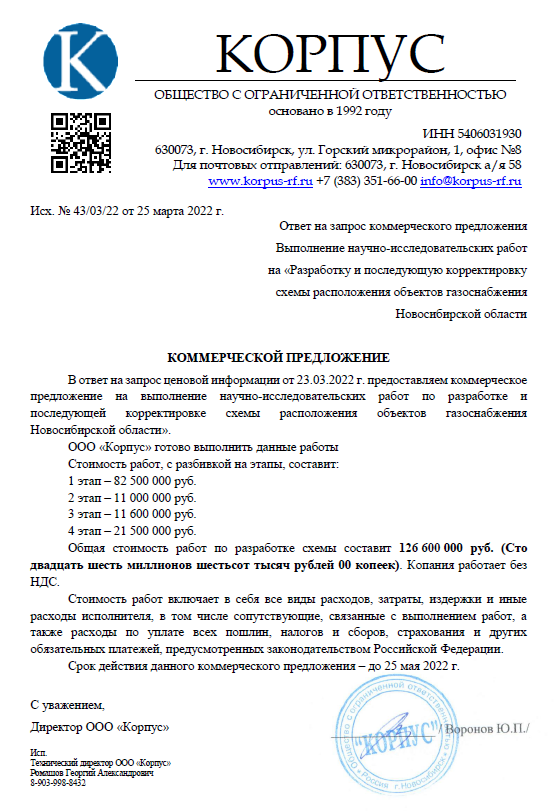 К
КОРПУС
ОБЩЕСТВО С ОГРАНИЧЕННОЙ ОТВЕТСТВЕННОСТЬЮ
основано в 1992 году
ИНН 5406031930
630073, г. Новосибирск, ул. Горский микрорайон, 1, офис №8
Для почтовых отправлений: 630073, г. Новосибирск а/я 58
www.korpus-rf.ru +7 (383) 351-66-00 info@korpus-rf.ru
Исх. № 43/03/22 от 25 марта 2022 г.
Ответ на запрос коммерческого предложения
Выполнение научно-исследовательских работ
на «Разработку и последующую корректировку
схемы расположения объектов газоснабжения
Новосибирской области
КОММЕРЧЕСКОЙ ПРЕДЛОЖЕНИЕ
В ответ на запрос ценовой информации от 23.03.2022 г. предоставляем коммерческое
предложение на выполнение научно-исследовательских работ по разработке и
последующей корректировке схемы расположения объектов газоснабжения
Новосибирской области».
ООО «Корпус» готово выполнить данные работы
Стоимость работ, с разбивкой на этапы, составит:
1 этап – 82 500 000 руб.
2 этап – 11 000 000 руб.
3 этап – 11 600 000 руб.
4 этап – 21 500 000 руб.
Общая стоимость работ по разработке схемы составит 126 600 000 руб. (Сто
двадцать шесть миллионов шестьсот тысяч рублей 00 копеек). Копания работает без
НДС.
Стоимость работ включает в себя все виды расходов, затраты, издержки и иные
расходы исполнителя, в том числе сопутствующие, связанные с выполнением работ, а
также расходы по уплате всех пошлин, налогов и сборов, страхования и других
обязательных платежей, предусмотренных законодательством Российской Федерации.
Срок действия данного коммерческого предложения – до 25 мая 2022 г.
С уважением,
Директор ООО «Корпус»
/ Воронов Ю.П./
Общество с ограниченной ответственностью
"КОРПУС"
Россия г.Новосибирск
Исп.
Технический директор ООО «Корпус»
Ромашов Георгий Александрович
8-903-998-8432